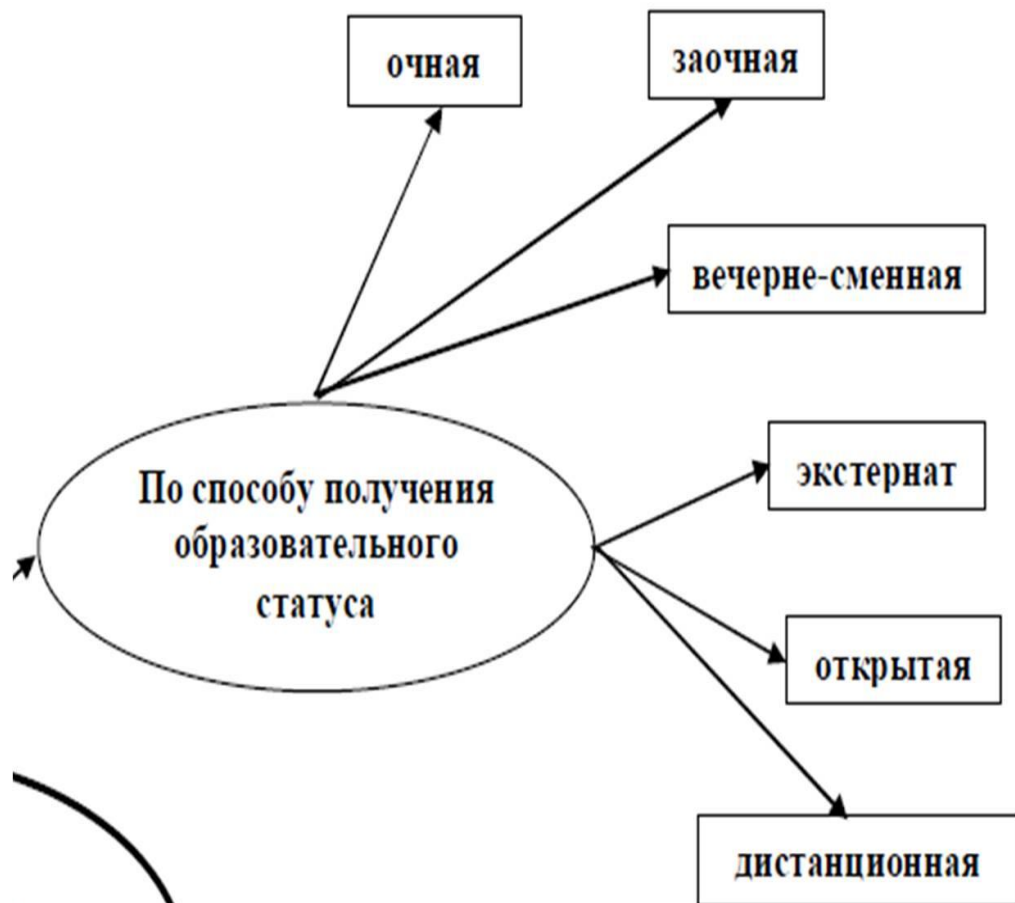 очная
заочная
вечерне-сменная
экстернат
По способу получения
образовательного
статуса
открытая
дистанционная